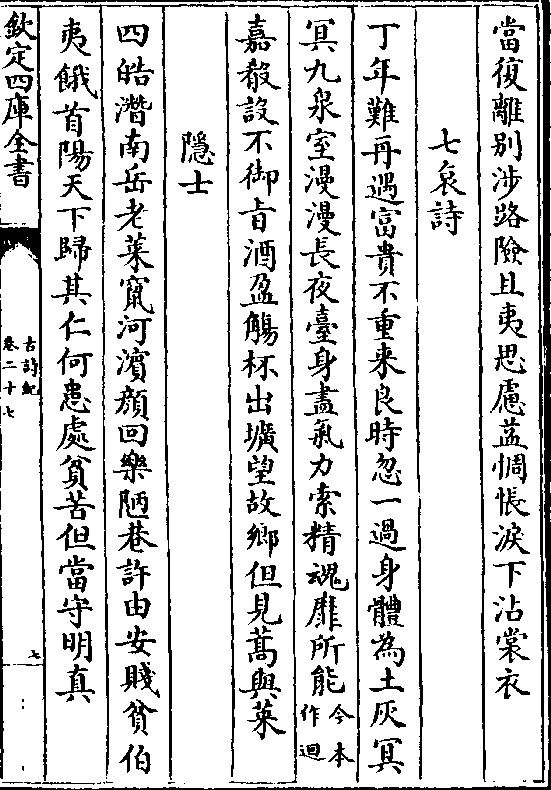 當復離别涉路險且夷思慮益惆悵淚下沾裳衣
七哀詩
丁年難再遇富貴不重来良時忽一過身體為土灰冥
冥九泉室漫漫長夜臺身盡氣力索精魂靡所能今本作迴
嘉殽設不御㫖酒盈觴杯出壙望故鄉但見蒿與萊
隠士
四皓潛南岳老萊竄河濱顔回樂陋巷許由安賤貧伯
夷餓首陽天下歸其仁何患處貧苦但當守明真
欽定四庫全書
古詩紀
卷二十七
七